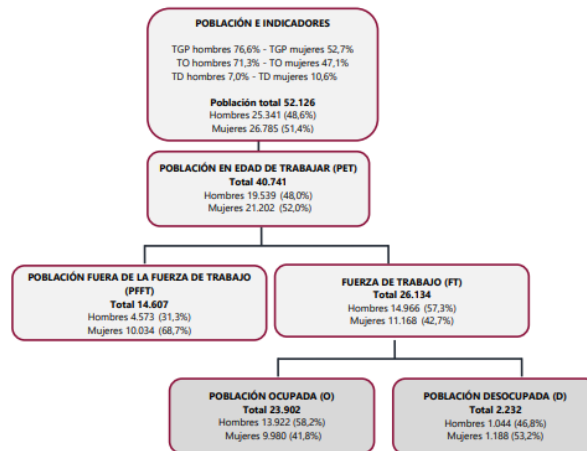 POBLACIÓN E INDICADORES
TGP hombres 76,6% - TGP mujeres 52,7%
TO hombres 71,3% - TO mujeres 47,1%
TD hombres 7,0% - TD mujeres 10,6%
Población total 52.126
Hombres 25.341 (48,6%)
Mujeres 26.785 (51,4%)
POBLACIÓN EN EDAD DE TRABAJAR (PET)
Total 40.741
Hombres 19.539 (48,0%)
Mujeres 21.202 (52,0%)
POBLACIÓN FUERA DE LA FUERZA DE TRABAJO
(PFFT)
Total 14.607
Hombres 4.573 (31,3%)
Mujeres 10.034 (68,7%)
FUERZA DE TRABAJO (FT)
Total 26.134
Hombres 14.966 (57,3%)
Mujeres 11.168 (42,7%)
POBLACIÓN OCUPADA (O)
Total 23.902
Hombres 13.922 (58,2%)
Mujeres 9.980 (41,8%)
POBLACIÓN DESOCUPADA (D)
Total 2.232
Hombres 1.044 (46,8%)
Mujeres 1.188 (53,2%)